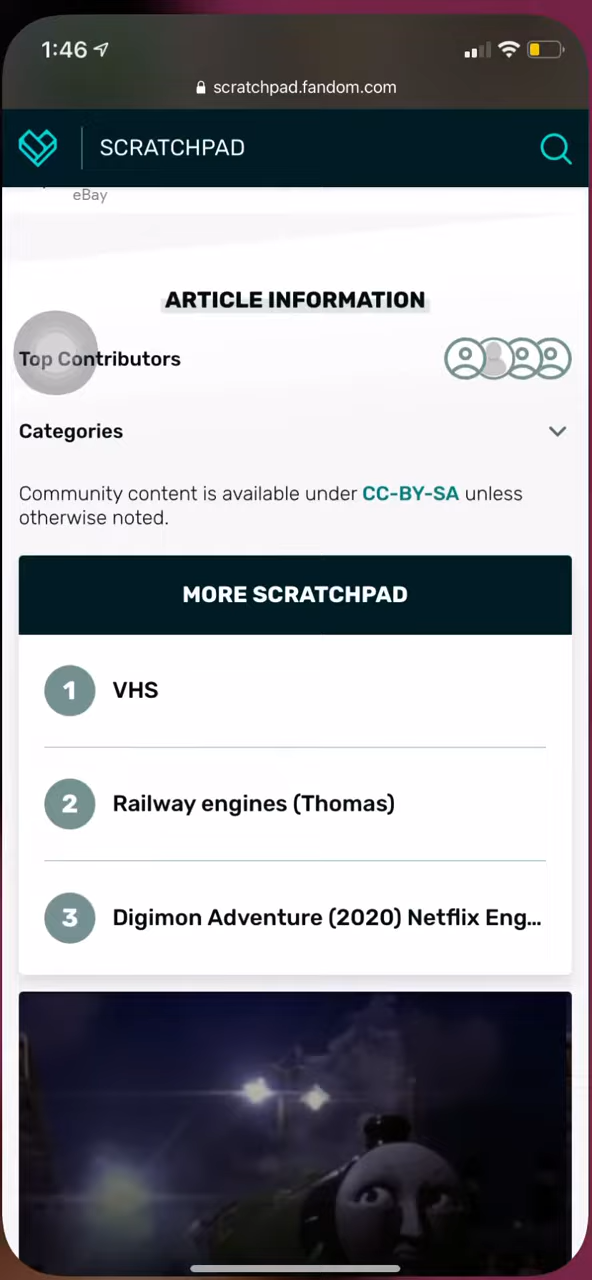 1:46
scratchpad.fandom.com
SCRATCHPAD
eBay
ARTICLE INFORMATION
Top Contributors
Categories
Community content is available under CC-BY-SA unless
otherwise noted.
MORE SCRATCHPAD
1 VHS
2 Railway engines (Thomas)
3 Digimon Adventure (2020) Netflix Eng...